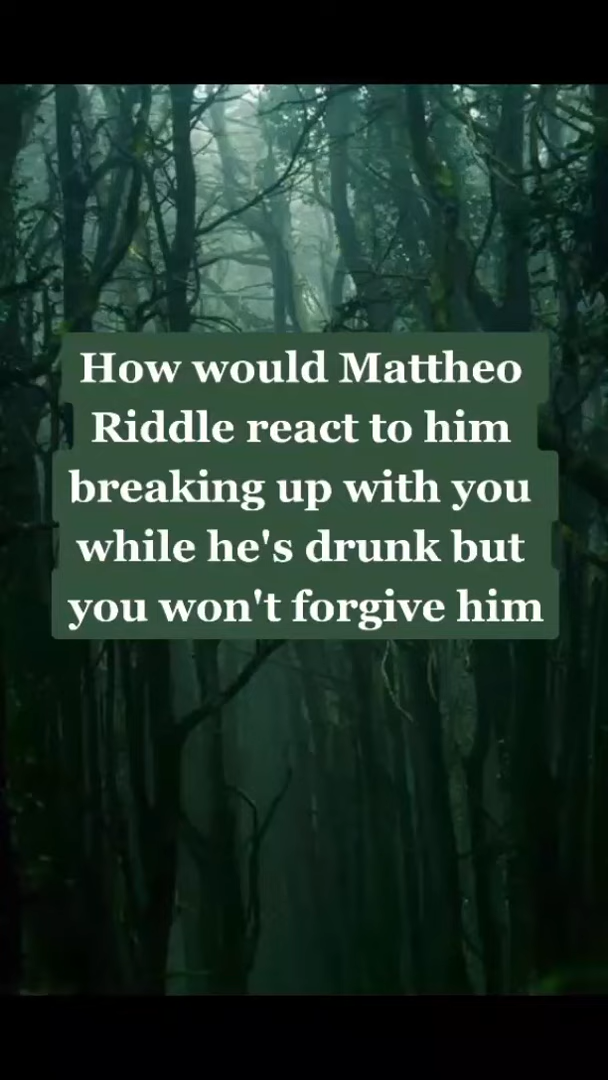 How would Mattheo
Riddle react to him
breaking up with you
while he's drunk but
you won't forgive him